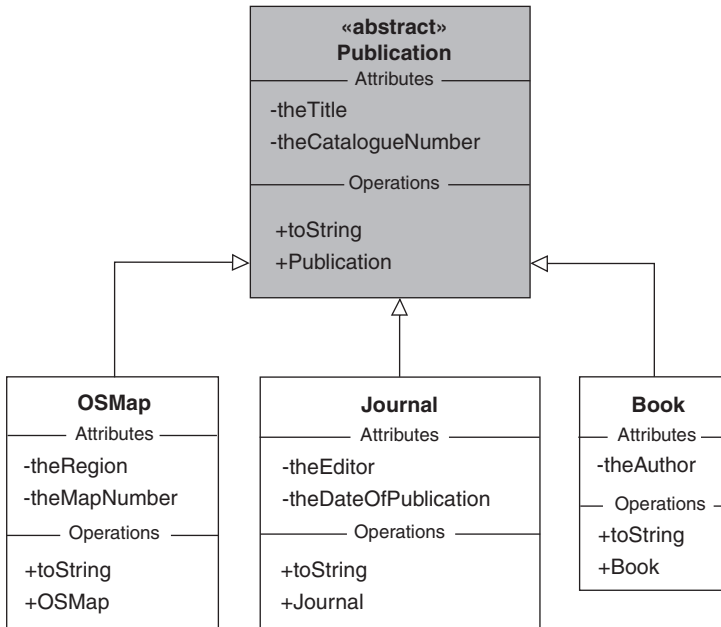 «abstract»
Publication
Attributes
-theTitle
-theCatalogueNumber
Operations
+toString
+Publication
OSMap
Attributes
-theRegion
-theMapNumber
Operations
+toString
+OSMap
Journal
Attributes
-theEditor
-theDateOfPublication
Operations
+toString
+Journal
Book
Attributes
-theAuthor
Operations
+toString
+Book